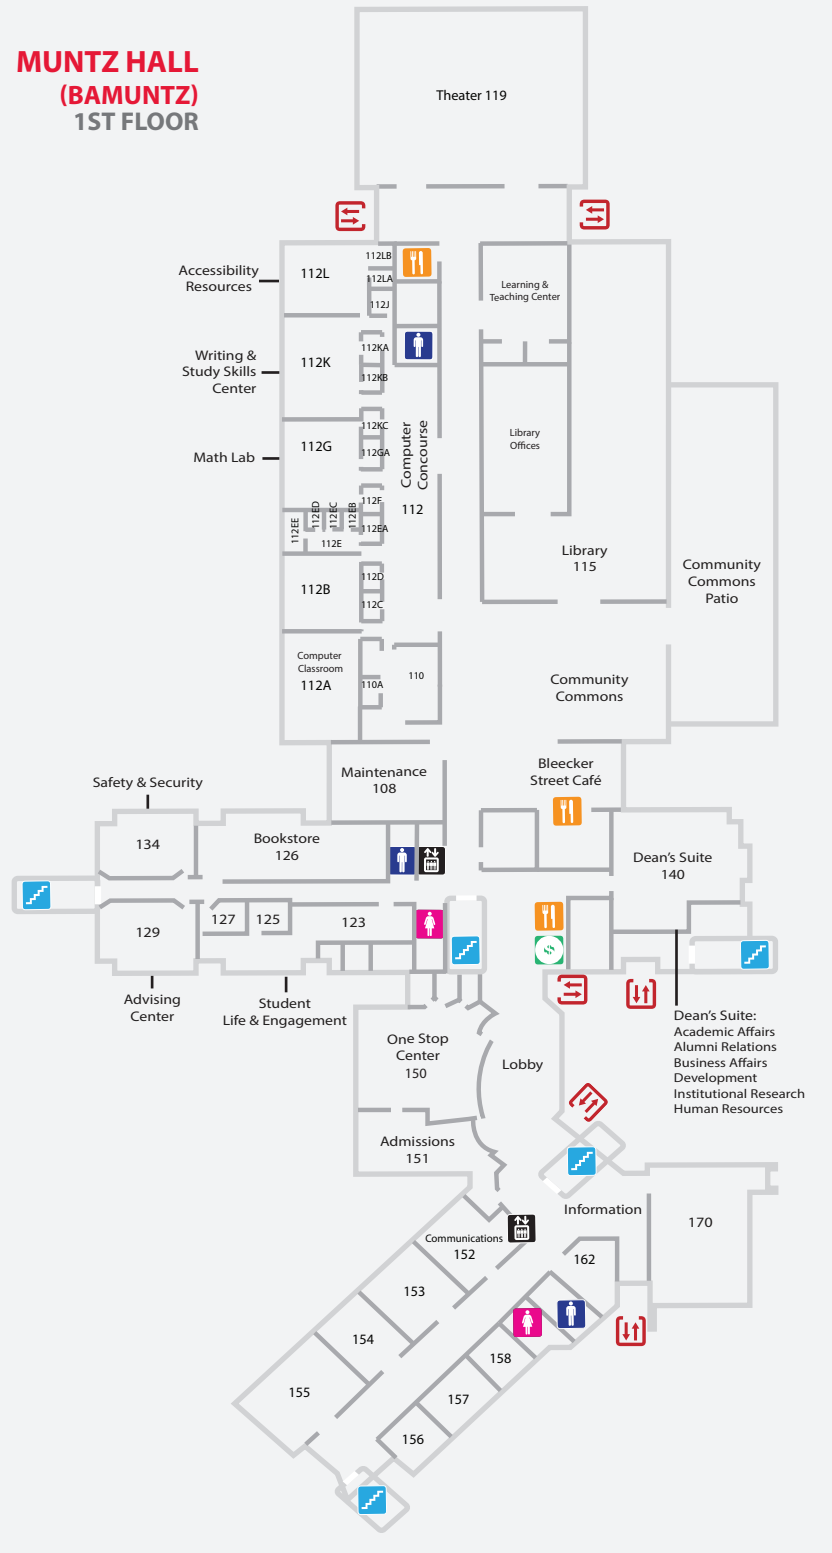 MUNTZ HALL
(BAMUNTZ)
1ST FLOOR
Theater 119
Accessibility
Resources
112L
112LB
112LA
112J
Learning &
Teaching Center
Writing &
Study Skills
Center
112K
112KA
112KB
Math Lab
112G
112KC
112GA
Computer
Concourse
112
Library
Offices
112EE
112ED
112EC
112EB
112E
112F
112EA
Library
115
Community
Commons
Patio
112B
112D
112C
Computer
Classroom
112A
110A
110
Community
Commons
Maintenance
108
Bleecker
Street Café
Safety & Security
134
Bookstore
126
Dean's Suite
140
129
127
125
123
$
Advising
Center
Student
Life & Engagement
One Stop
Center
150
Lobby
Dean's Suite:
Academic Affairs
Alumni Relations
Business Affairs
Development
Institutional Research
Human Resources
Admissions
151
Information
170
Communications
152
162
153
154
155
158
157
156